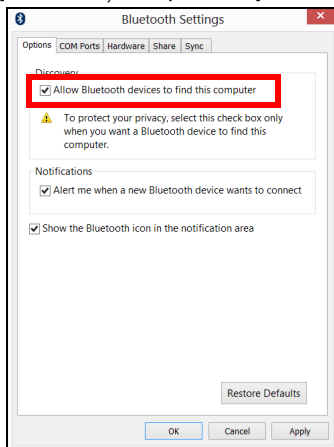 Bluetooth Settings
Options COM Ports Hardware Share Sync
Discovery
Allow Bluetooth devices to find this computer
To protect your privacy, select this check box only
when you want a Bluetooth device to find this
computer.
Notifications
Alert me when a new Bluetooth device wants to connect
Show the Bluetooth icon in the notification area
Restore Defaults
OK Cancel Apply